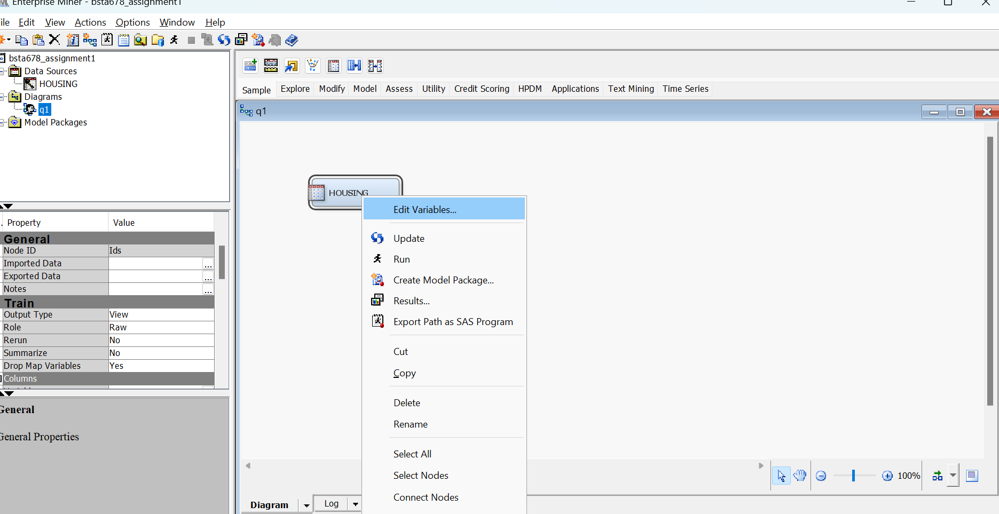 Enterprise Miner - bsta678_assignment1
ile Edit View Actions Options Window Help
bsta678_assignment1
Data Sources
HOUSING
Diagrams
q1
Model Packages
Sample Explore Modify Model Assess Utility Credit Scoring HPDM Applications Text Mining Time Series
q1
HOUSING
Edit Variables...
Update
Run
Create Model Package...
Results...
Export Path as SAS Program
Cut
Copy
Delete
Rename
Select All
Select Nodes
Connect Nodes
. Property Value
General
Node ID Ids
Imported Data ...
Exported Data ...
Notes ...
Train
Output Type View
Role Raw
Rerun No
Summarize No
Drop Map Variables Yes
Columns
General
General Properties
100%
Diagram Log